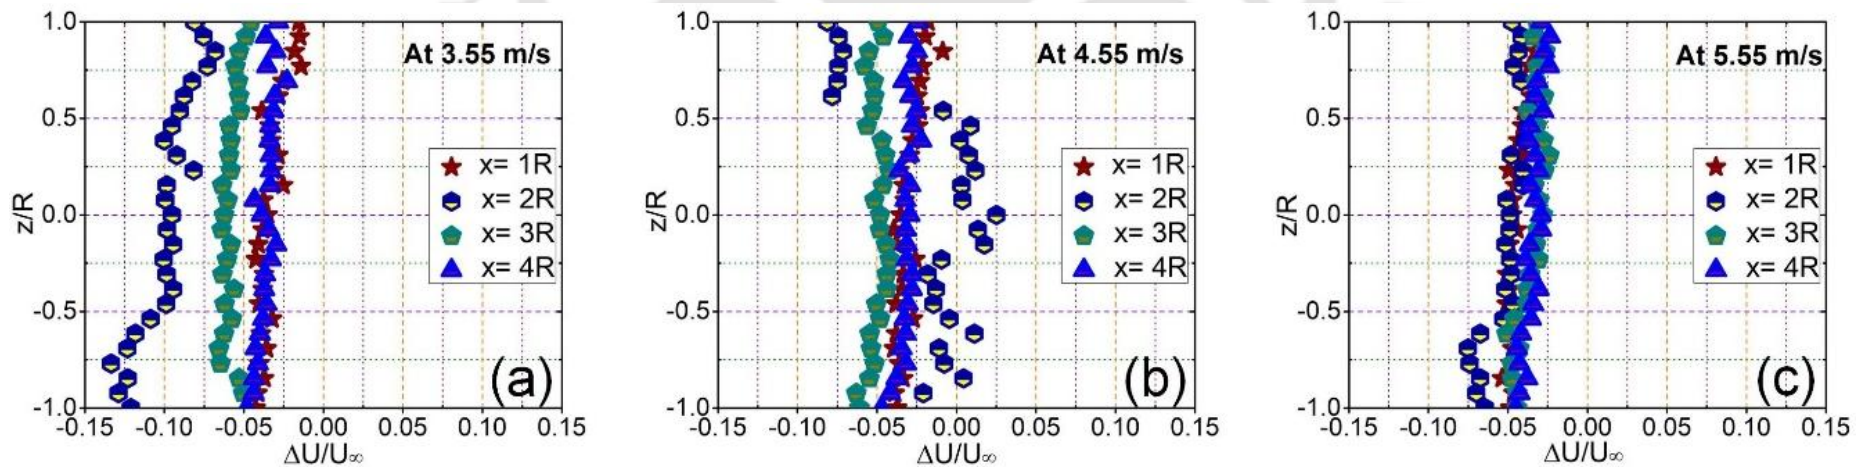 1.0
0.5
0.0
-0.5
-1.0
z/R
At 3.55 m/s
x= 1R
x= 2R
x= 3R
x= 4R
(a)
-0.15 -0.10 -0.05 0.00 0.05 0.10 0.15
ΔU/U∞
1.0
0.5
0.0
-0.5
-1.0
z/R
At 4.55 m/s
x= 1R
x= 2R
x= 3R
x= 4R
(b)
-0.15 -0.10 -0.05 0.00 0.05 0.10 0.15
ΔU/U∞
1.0
0.5
0.0
-0.5
-1.0
z/R
At 5.55 m/s
x= 1R
x= 2R
x= 3R
x= 4R
(c)
-0.15 -0.10 -0.05 0.00 0.05 0.10 0.15
ΔU/U∞